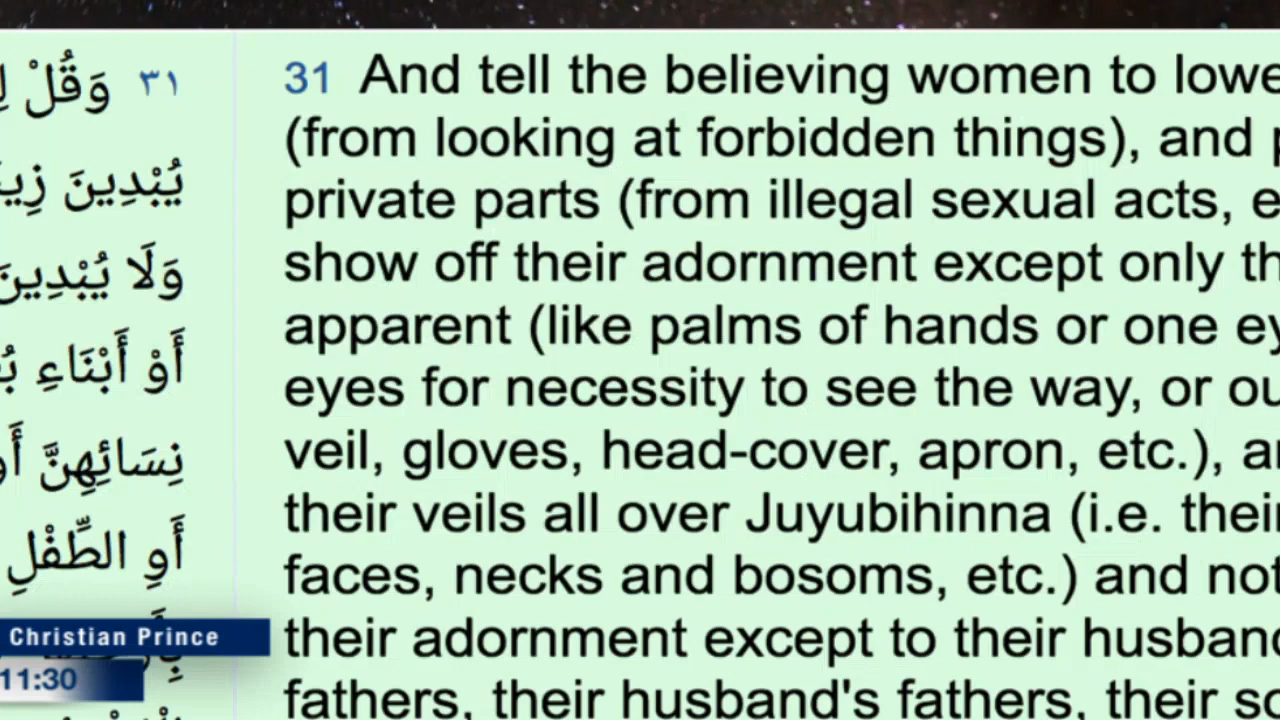 ٣١ وَقُلْ
يُبْدِينَ
وَلَا يُبْدِينَ
أَوْ أَبْنَاءِ
نِسَائِهِنَّ
أَوِ الطِّفْلِ
31 And tell the believing women to lowe
(from looking at forbidden things), and p
private parts (from illegal sexual acts, e
show off their adornment except only th
apparent (like palms of hands or one ey
eyes for necessity to see the way, or ou
veil, gloves, head-cover, apron, etc.), a
their veils all over Juyubihinna (i.e. their
faces, necks and bosoms, etc.) and not
their adornment except to their husband
fathers, their husband's fathers, their so
Christian Prince
11:30